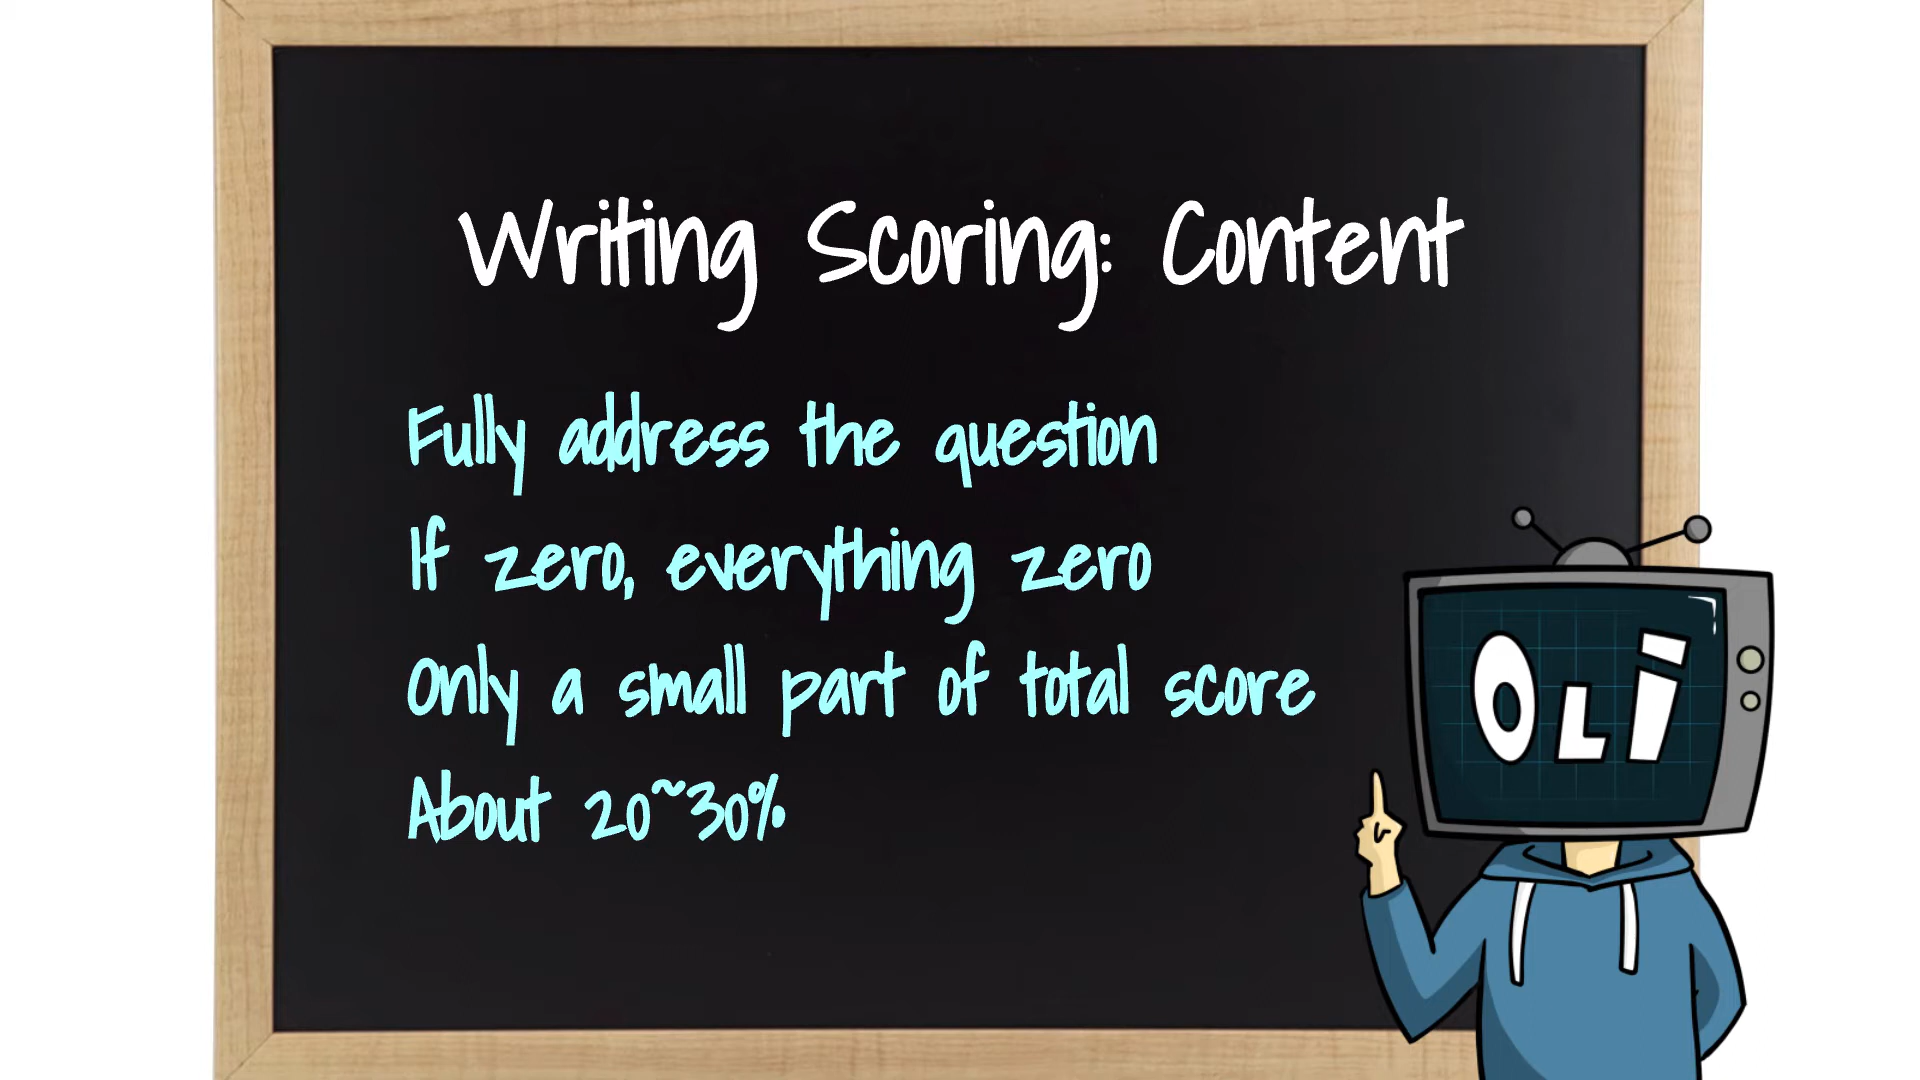 Writing Scoring: Content
Fully address the question
If zero, everything zero
Only a small part of total score
About 20~30%
OLI